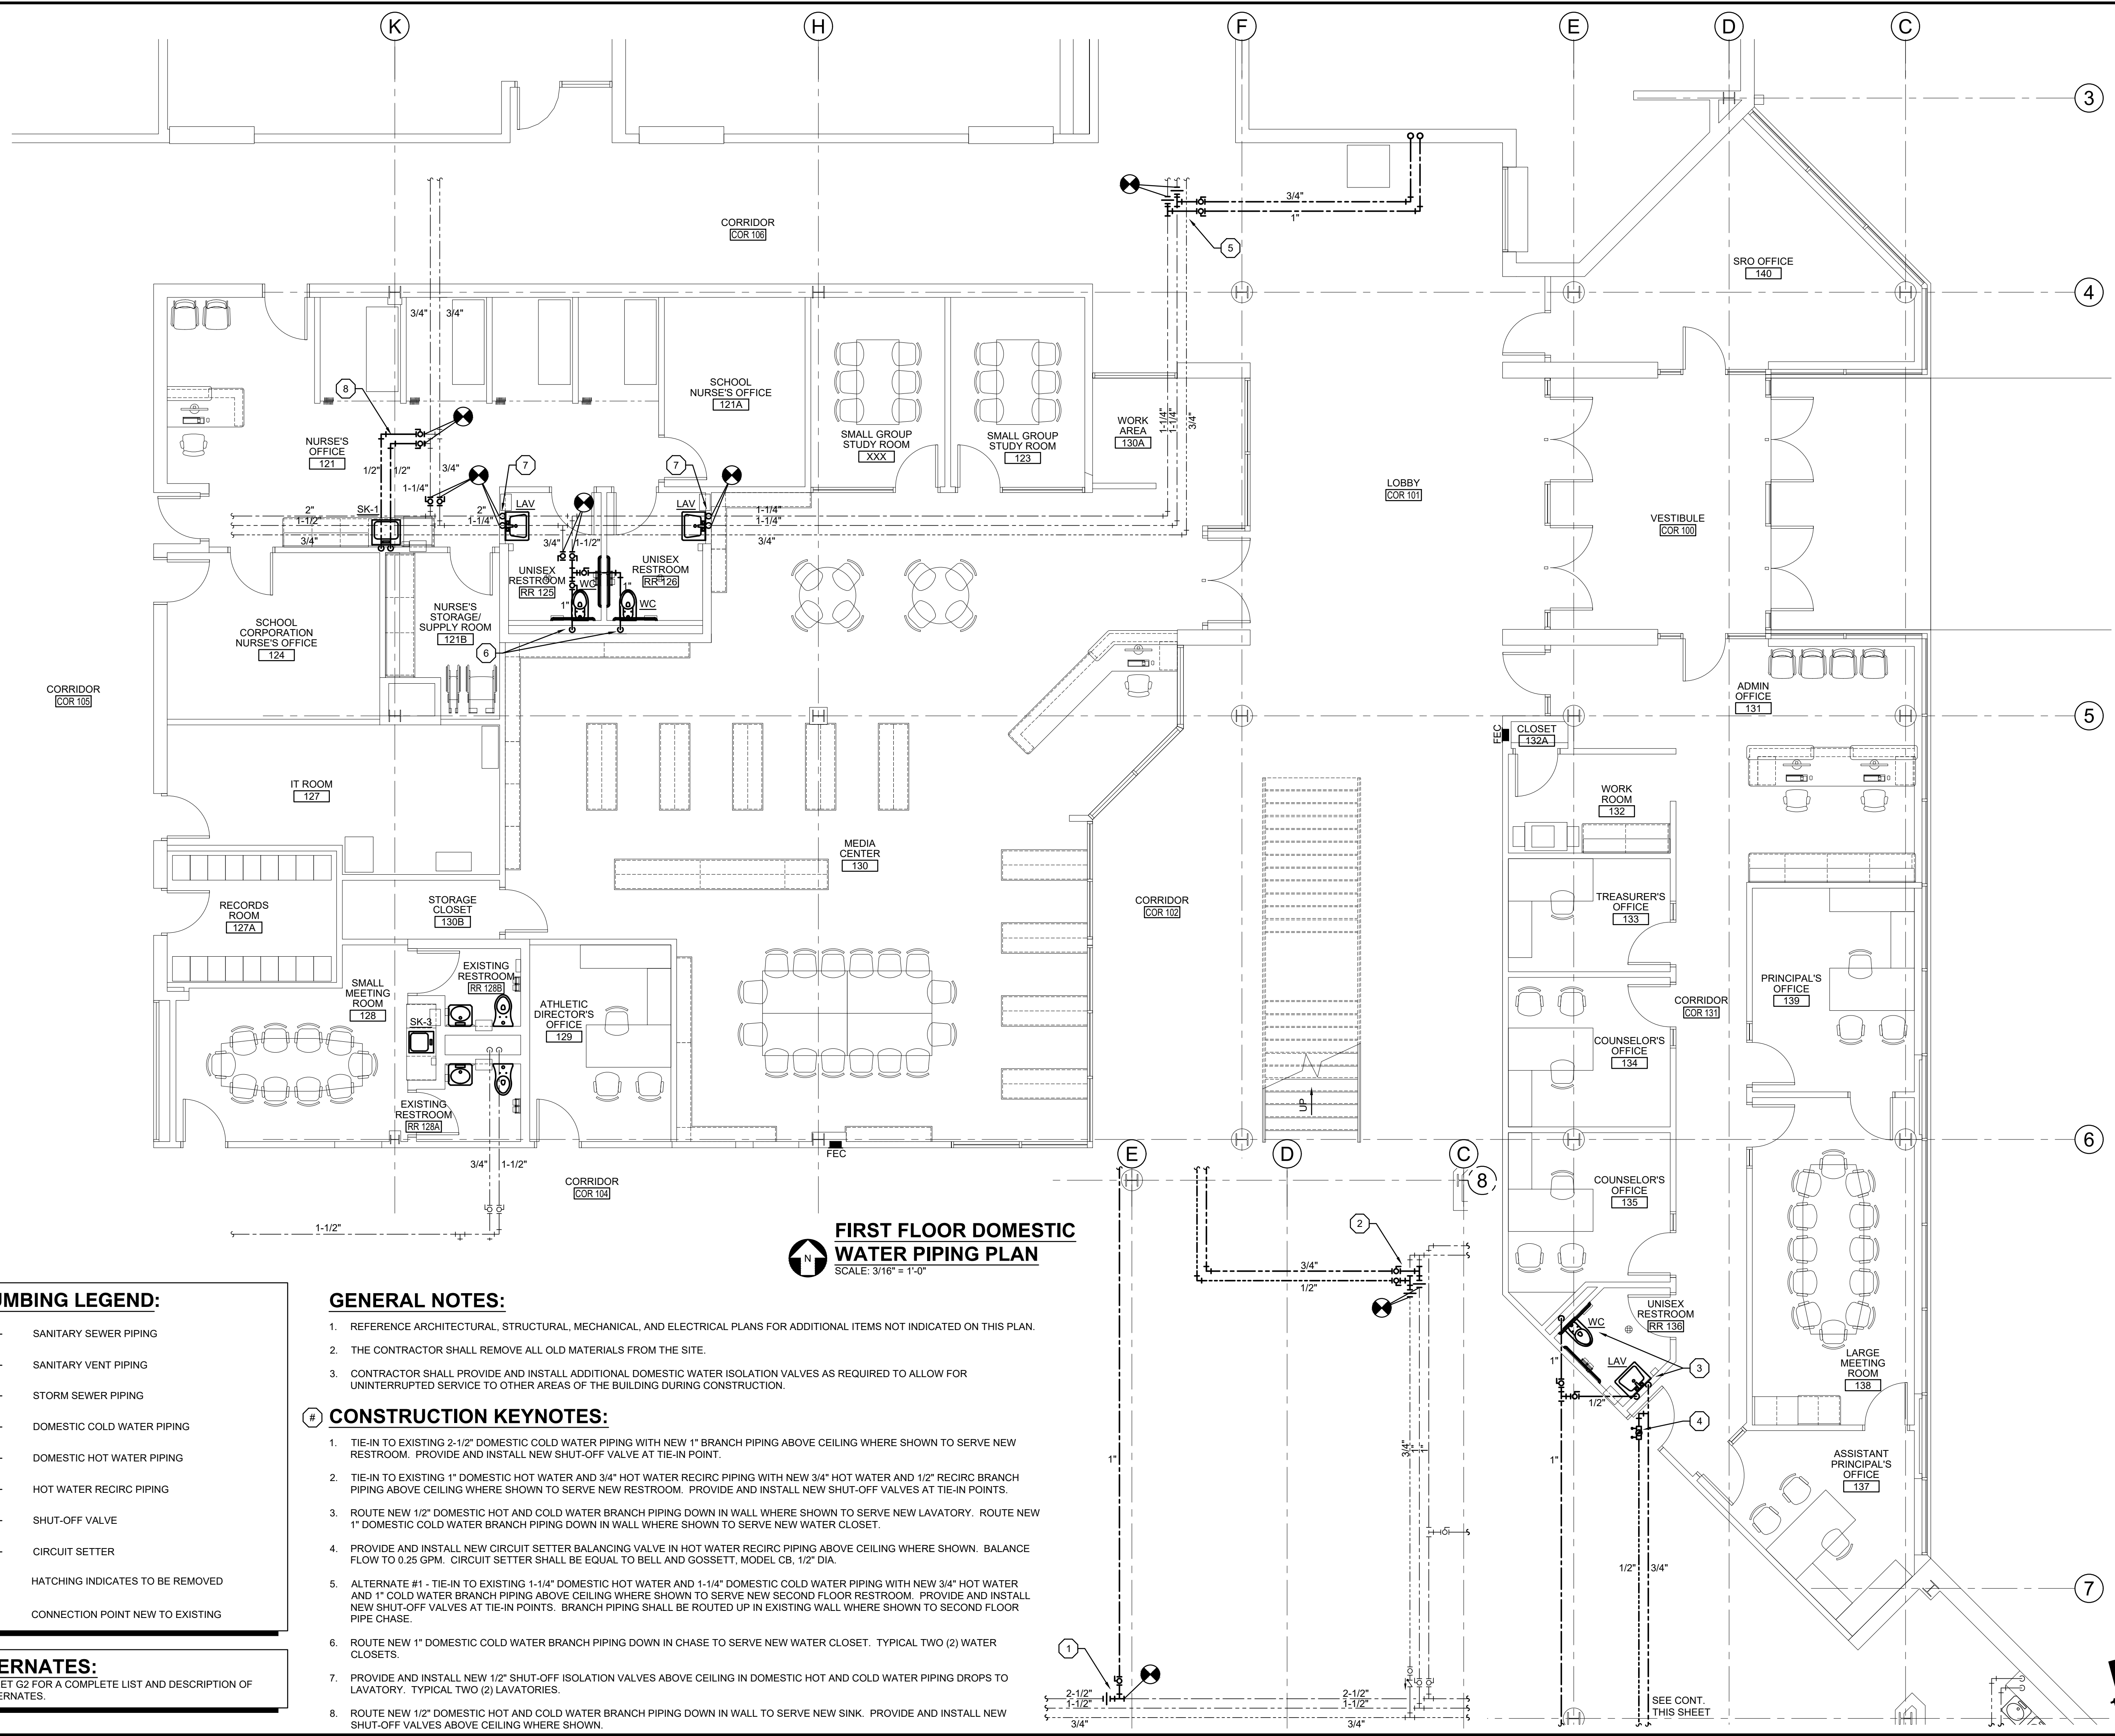 K
H
F
E
D
C
3
3/4"
1"
CORRIDOR
COR 106
5
SRO OFFICE
140
4
3/4"
3/4"
8
SCHOOL
NURSE'S OFFICE
121A
NURSE'S
OFFICE
121
SMALL GROUP
STUDY ROOM
XXX
SMALL GROUP
STUDY ROOM
123
WORK
AREA
130A
1-1/4"
1-1/4"
3/4"
1/2"
1/2"
3/4"
1-1/4"
7
7
LOBBY
COR 101
VESTIBULE
COR 100
2"
1-1/2"
3/4"
SK-1
2"
1-1/4"
LAV
LAV
1-1/4"
1-1/4"
3/4"
3/4"
1-1/2"
UNISEX
RESTROOM
RR 125
UNISEX
RESTROOM
RR 126
WC
1"
1"
WC
SCHOOL
CORPORATION
NURSE'S OFFICE
124
NURSE'S
STORAGE/
SUPPLY ROOM
121B
6
CORRIDOR
COR 105
ADMIN
OFFICE
131
5
FEC
CLOSET
132A
IT ROOM
127
WORK
ROOM
132
MEDIA
CENTER
130
RECORDS
ROOM
127A
STORAGE
CLOSET
130B
CORRIDOR
COR 102
TREASURER'S
OFFICE
133
EXISTING
RESTROOM
RR 128B
SMALL
MEETING
ROOM
128
SK-3
ATHLETIC
DIRECTOR'S
OFFICE
129
PRINCIPAL'S
OFFICE
139
CORRIDOR
COR 131
COUNSELOR'S
OFFICE
134
EXISTING
RESTROOM
RR 128A
UP
FEC
6
3/4"
1-1/2"
CORRIDOR
COR 104
1-1/2"
E
D
C
8
COUNSELOR'S
OFFICE
135
N
FIRST FLOOR DOMESTIC
WATER PIPING PLAN
SCALE: 3/16" = 1'-0"
2
3/4"
1/2"
UNISEX
RESTROOM
RR 136
WC
LAV
3
1"
1/2"
4
LARGE
MEETING
ROOM
138
ASSISTANT
PRINCIPAL'S
OFFICE
137
1"
1"
3/4"
1"
1"
1/2"
3/4"
7
1
2-1/2"
1-1/2"
3/4"
2-1/2"
1-1/2"
3/4"
SEE CONT.
THIS SHEET
UMBING LEGEND:
SANITARY SEWER PIPING
SANITARY VENT PIPING
STORM SEWER PIPING
DOMESTIC COLD WATER PIPING
DOMESTIC HOT WATER PIPING
HOT WATER RECIRC PIPING
SHUT-OFF VALVE
CIRCUIT SETTER
HATCHING INDICATES TO BE REMOVED
CONNECTION POINT NEW TO EXISTING
ERNATES:
ET G2 FOR A COMPLETE LIST AND DESCRIPTION OF
ERNATES.
GENERAL NOTES:
1. REFERENCE ARCHITECTURAL, STRUCTURAL, MECHANICAL, AND ELECTRICAL PLANS FOR ADDITIONAL ITEMS NOT INDICATED ON THIS PLAN.
2. THE CONTRACTOR SHALL REMOVE ALL OLD MATERIALS FROM THE SITE.
3. CONTRACTOR SHALL PROVIDE AND INSTALL ADDITIONAL DOMESTIC WATER ISOLATION VALVES AS REQUIRED TO ALLOW FOR
UNINTERRUPTED SERVICE TO OTHER AREAS OF THE BUILDING DURING CONSTRUCTION.
# CONSTRUCTION KEYNOTES:
1. TIE-IN TO EXISTING 2-1/2" DOMESTIC COLD WATER PIPING WITH NEW 1" BRANCH PIPING ABOVE CEILING WHERE SHOWN TO SERVE NEW
RESTROOM. PROVIDE AND INSTALL NEW SHUT-OFF VALVE AT TIE-IN POINT.
2. TIE-IN TO EXISTING 1" DOMESTIC HOT WATER AND 3/4" HOT WATER RECIRC PIPING WITH NEW 3/4" HOT WATER AND 1/2" RECIRC BRANCH
PIPING ABOVE CEILING WHERE SHOWN TO SERVE NEW RESTROOM. PROVIDE AND INSTALL NEW SHUT-OFF VALVES AT TIE-IN POINTS.
3. ROUTE NEW 1/2" DOMESTIC HOT AND COLD WATER BRANCH PIPING DOWN IN WALL WHERE SHOWN TO SERVE NEW LAVATORY. ROUTE NEW
1" DOMESTIC COLD WATER BRANCH PIPING DOWN IN WALL WHERE SHOWN TO SERVE NEW WATER CLOSET.
4. PROVIDE AND INSTALL NEW CIRCUIT SETTER BALANCING VALVE IN HOT WATER RECIRC PIPING ABOVE CEILING WHERE SHOWN. BALANCE
FLOW TO 0.25 GPM. CIRCUIT SETTER SHALL BE EQUAL TO BELL AND GOSSETT, MODEL CB, 1/2" DIA.
5. ALTERNATE #1 - TIE-IN TO EXISTING 1-1/4" DOMESTIC HOT WATER AND 1-1/4" DOMESTIC COLD WATER PIPING WITH NEW 3/4" HOT WATER
AND 1" COLD WATER BRANCH PIPING ABOVE CEILING WHERE SHOWN TO SERVE NEW SECOND FLOOR RESTROOM. PROVIDE AND INSTALL
NEW SHUT-OFF VALVES AT TIE-IN POINTS. BRANCH PIPING SHALL BE ROUTED UP IN EXISTING WALL WHERE SHOWN TO SECOND FLOOR
PIPE CHASE.
6. ROUTE NEW 1" DOMESTIC COLD WATER BRANCH PIPING DOWN IN CHASE TO SERVE NEW WATER CLOSET. TYPICAL TWO (2) WATER
CLOSETS.
7. PROVIDE AND INSTALL NEW 1/2" SHUT-OFF ISOLATION VALVES ABOVE CEILING IN DOMESTIC HOT AND COLD WATER PIPING DROPS TO
LAVATORY. TYPICAL TWO (2) LAVATORIES.
8. ROUTE NEW 1/2" DOMESTIC HOT AND COLD WATER BRANCH PIPING DOWN IN WALL TO SERVE NEW SINK. PROVIDE AND INSTALL NEW
SHUT-OFF VALVES ABOVE CEILING WHERE SHOWN.